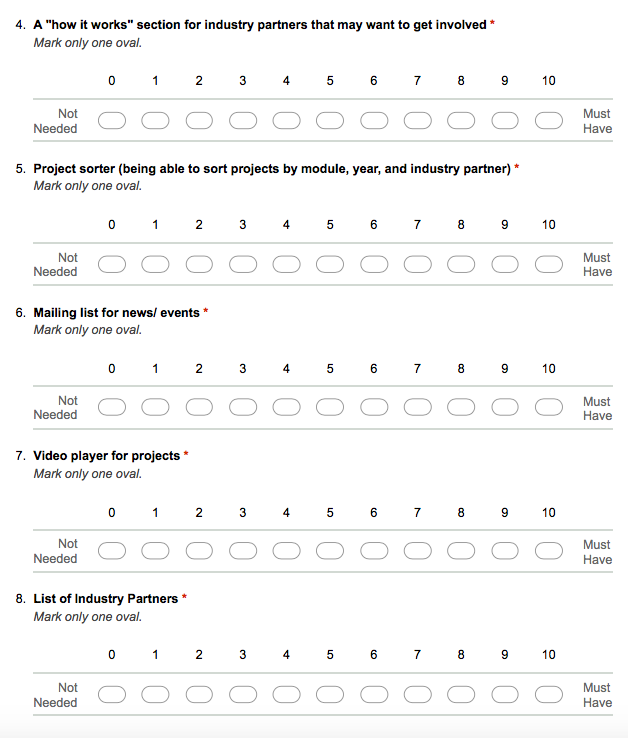 4. A "how it works" section for industry partners that may want to get involved *
Mark only one oval.
0 1 2 3 4 5 6 7 8 9 10
Not Needed Must Have
5. Project sorter (being able to sort projects by module, year, and industry partner) *
Mark only one oval.
0 1 2 3 4 5 6 7 8 9 10
Not Needed Must Have
6. Mailing list for news/ events *
Mark only one oval.
0 1 2 3 4 5 6 7 8 9 10
Not Needed Must Have
7. Video player for projects *
Mark only one oval.
0 1 2 3 4 5 6 7 8 9 10
Not Needed Must Have
8. List of Industry Partners *
Mark only one oval.
0 1 2 3 4 5 6 7 8 9 10
Not Needed Must Have